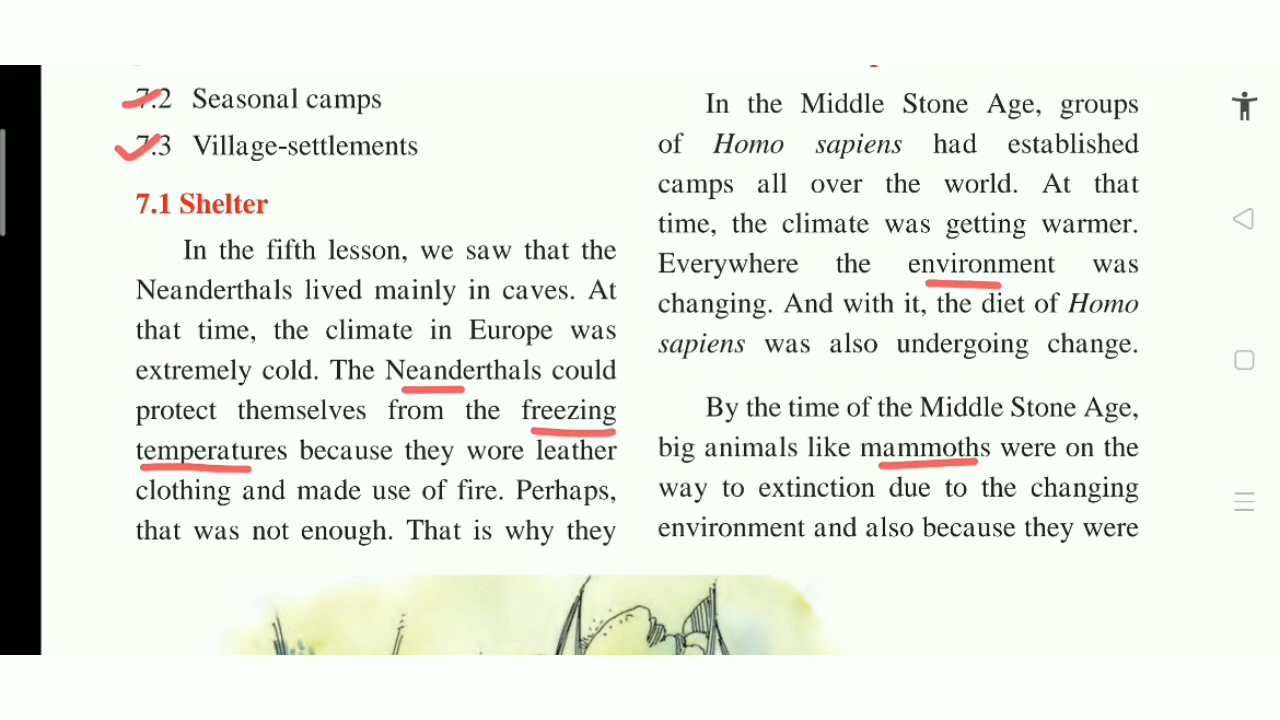 7.2 Seasonal camps
7.3 Village-settlements
7.1 Shelter
In the fifth lesson, we saw that the
Neanderthals lived mainly in caves. At
that time, the climate in Europe was
extremely cold. The Neanderthals could
protect themselves from the freezing
temperatures because they wore leather
clothing and made use of fire. Perhaps,
that was not enough. That is why they
In the Middle Stone Age, groups
of Homo sapiens had established
camps all over the world. At that
time, the climate was getting warmer.
Everywhere the environment was
changing. And with it, the diet of Homo
sapiens was also undergoing change.
By the time of the Middle Stone Age,
big animals like mammoths were on the
way to extinction due to the changing
environment and also because they were